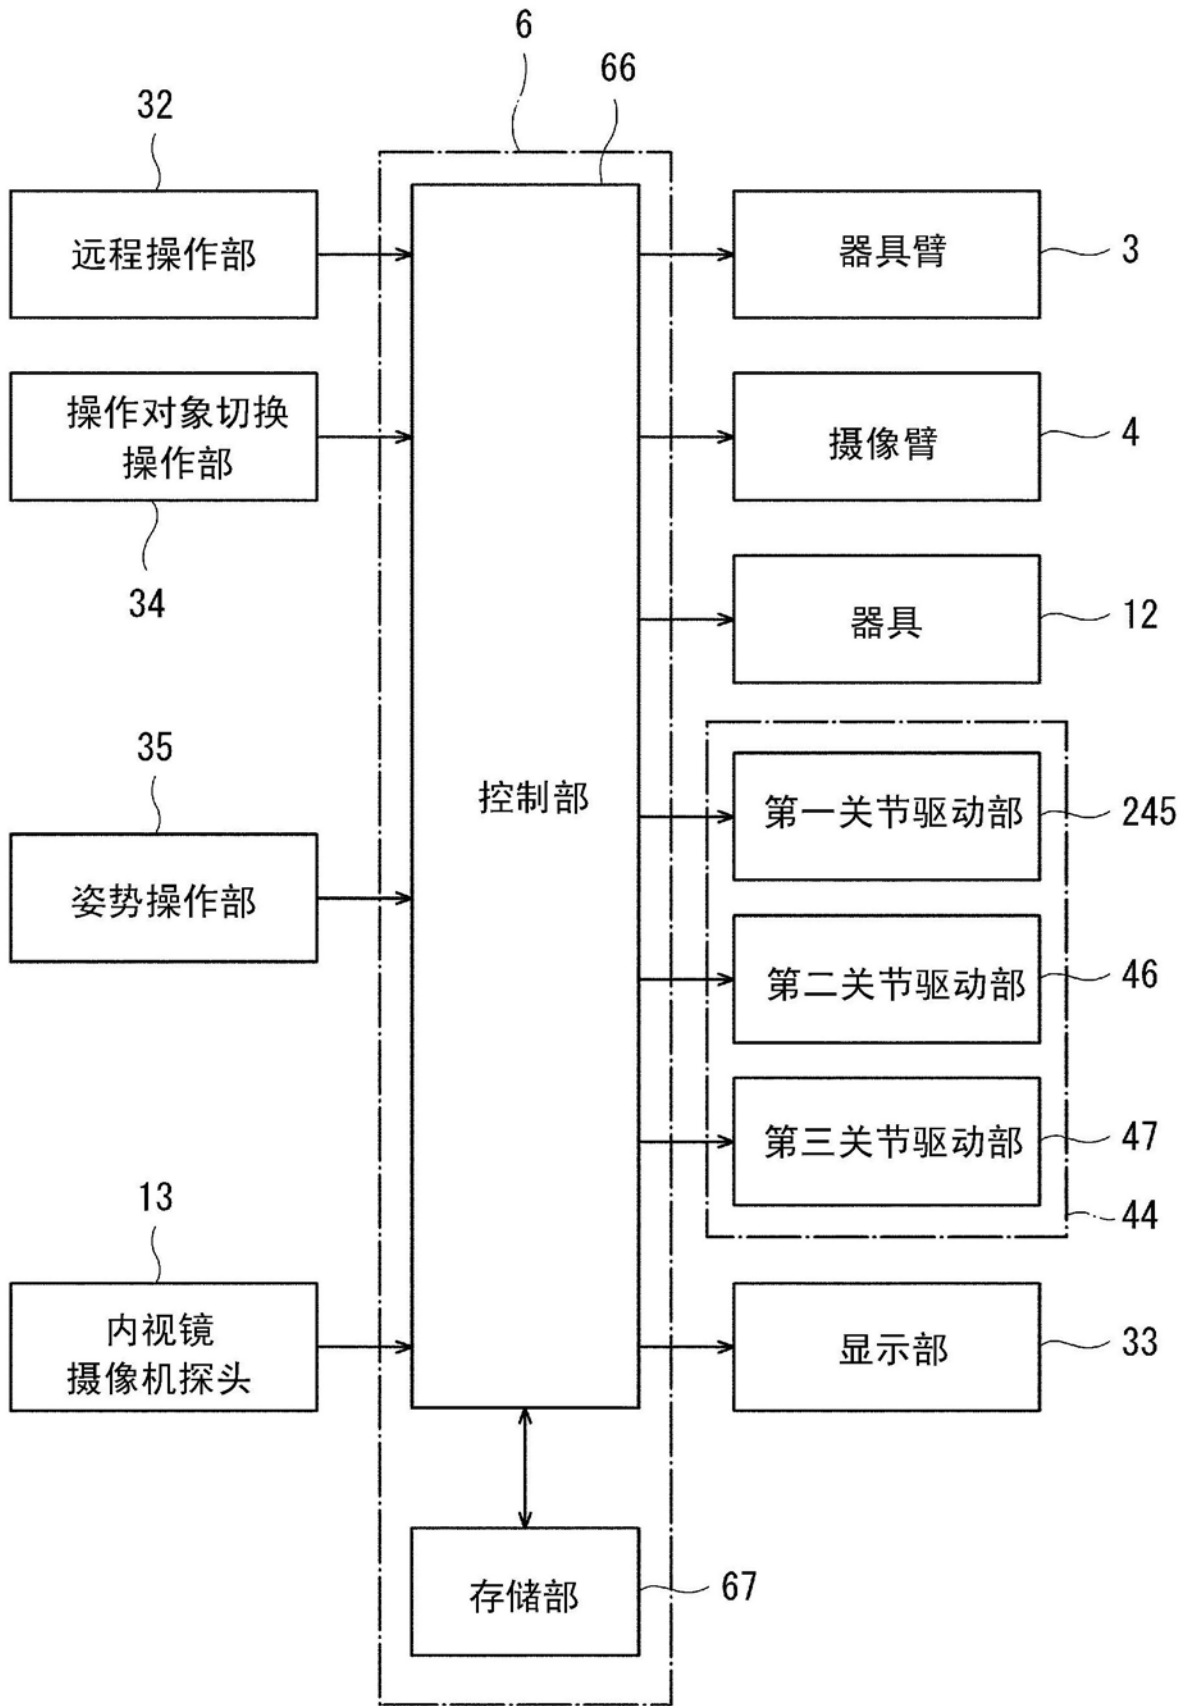 6
66
32
远程操作部
器具臂
3
操作对象切换
操作部
34
摄像臂
4
器具
12
35
姿势操作部
控制部
第一关节驱动部
245
第二关节驱动部
46
第三关节驱动部
47
44
13
内视镜
摄像机探头
显示部
33
存储部
67